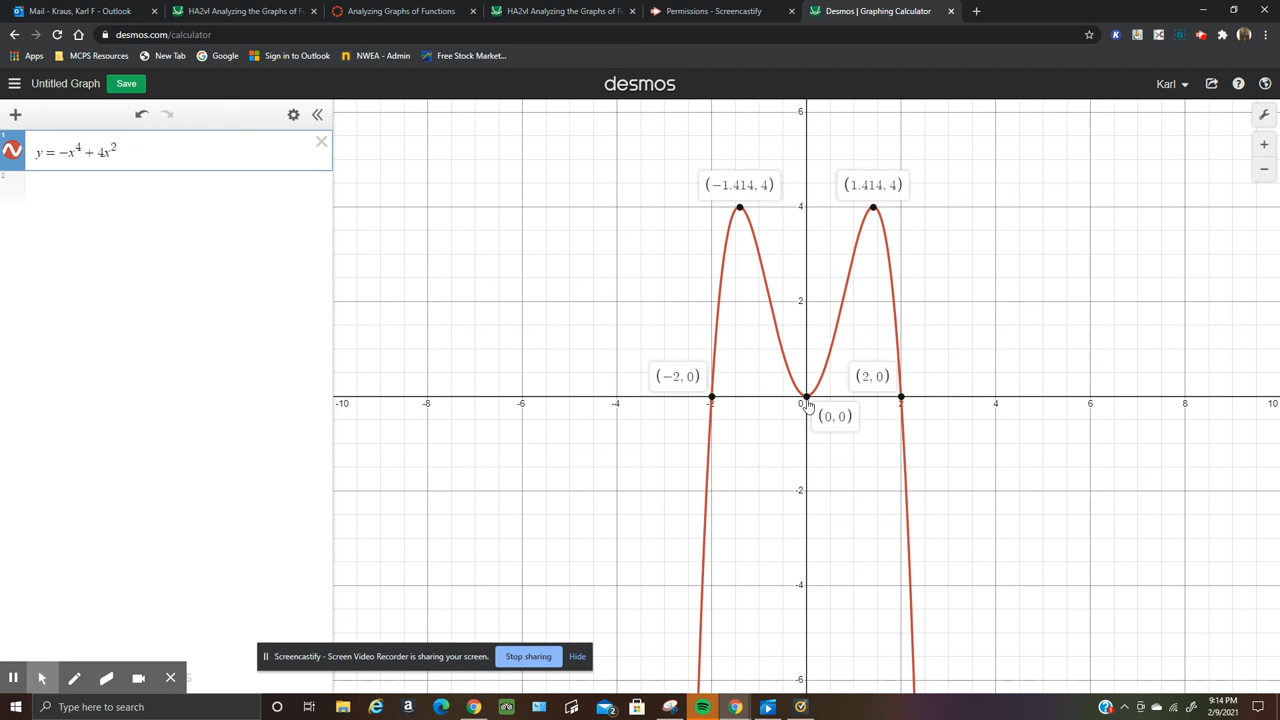 Mail - Kraus, Karl F - Outlook
HA2vl Analyzing the Graphs of F
Analyzing Graphs of Functions
HA2vl Analyzing the Graphs of F
Permissions - Screencastify
Desmos | Graphing Calculator
desmos.com/calculator
Apps
MCPS Resources
New Tab
Google
Sign in to Outlook
NWEA - Admin
Free Stock Market...
Untitled Graph
Save
desmos
Karl
1
y = −x⁴ + 4x²
2
6
(−1.414, 4)
(1.414, 4)
4
2
(−2, 0)
(2, 0)
-10
-8
-6
-4
-2
0
2
4
6
8
10
(0, 0)
-2
-4
-6
Screencastify - Screen Video Recorder is sharing your screen.
Stop sharing
Hide
Type here to search
9:14 PM
2/9/2021